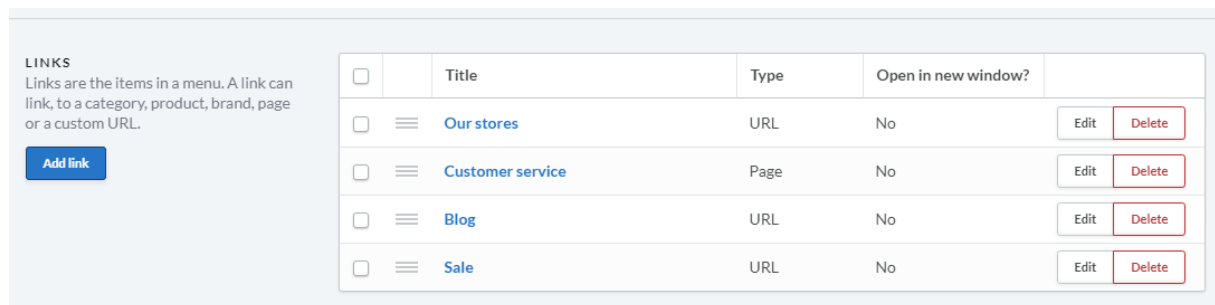 LINKS
Links are the items in a menu. A link can
link, to a category, product, brand, page
or a custom URL.
Add link
Title Type Open in new window?
Our stores URL No Edit Delete
Customer service Page No Edit Delete
Blog URL No Edit Delete
Sale URL No Edit Delete